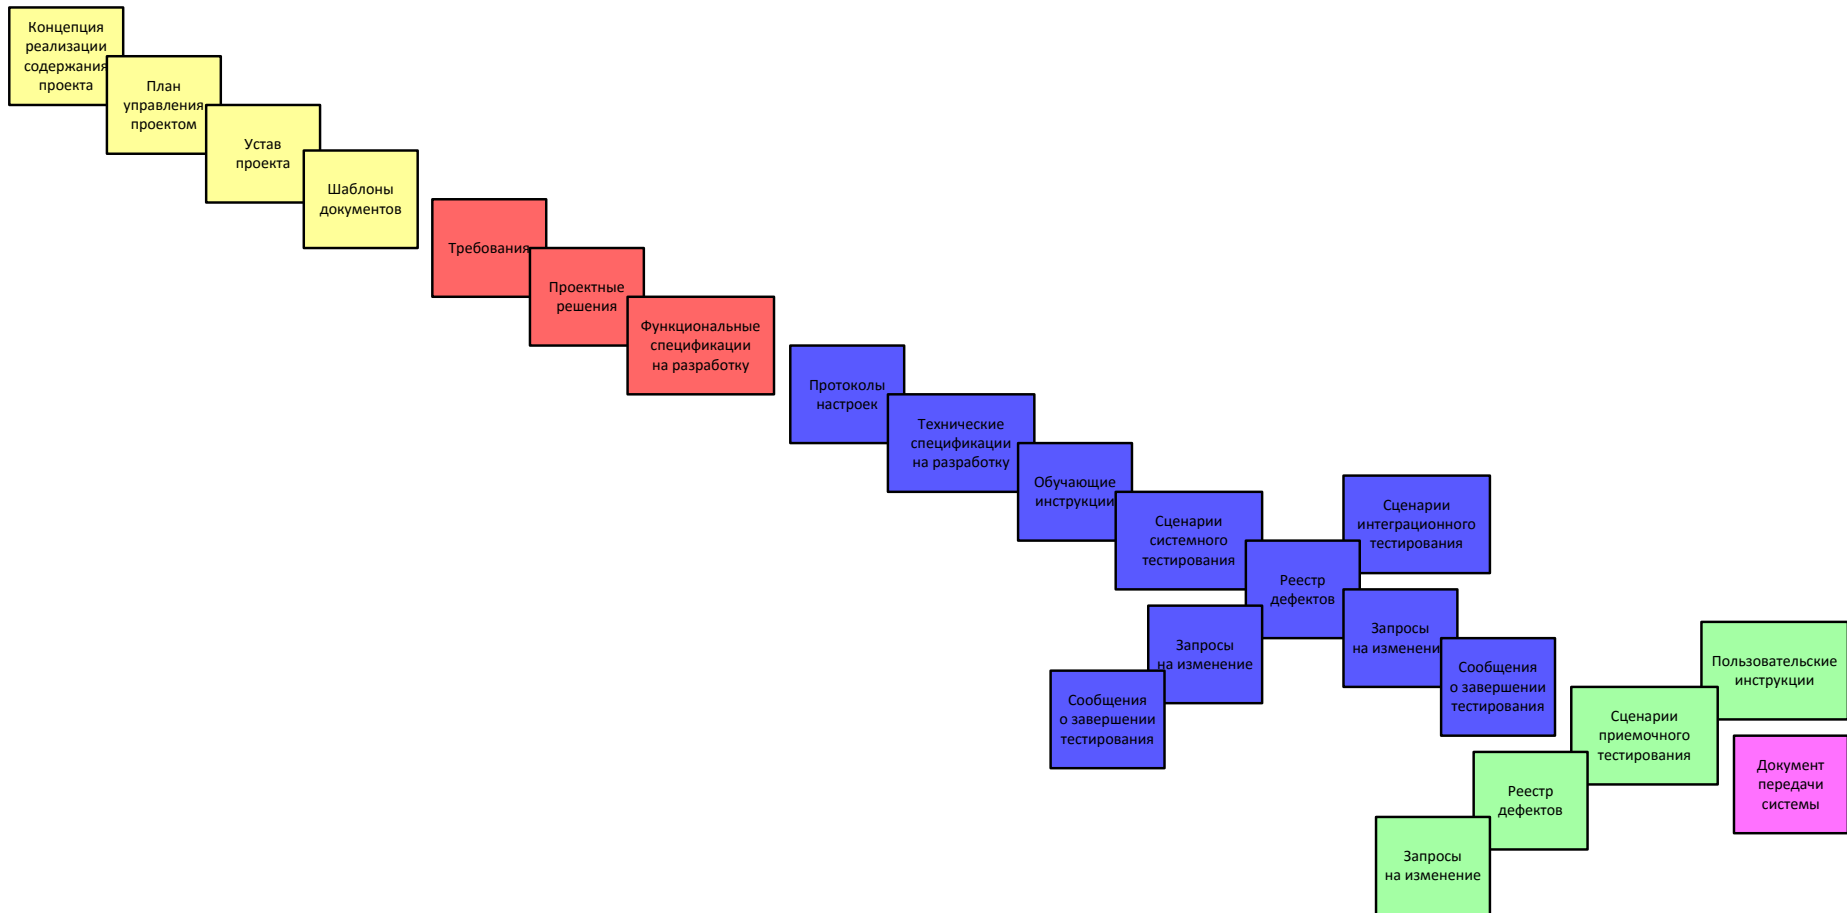 Концепция
реализации
содержания
проекта
План
управления
проектом
Устав
проекта
Шаблоны
документов
Требования
Проектные
решения
Функциональные
спецификации
на разработку
Протоколы
настроек
Технические
спецификации
на разработку
Обучающие
инструкции
Сценарии
системного
тестирования
Сценарии
интеграционного
тестирования
Реестр
дефектов
Запросы
на изменение
Сообщения
о завершении
тестирования
Запросы
на изменени
Сообщения
о завершении
тестирования
Пользовательские
инструкции
Сценарии
приемочного
тестирования
Реестр
дефектов
Запросы
на изменение
Документ
передачи
системы